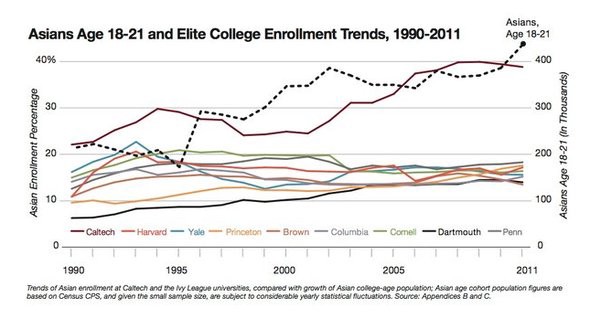 Asians Age 18-21 and Elite College Enrollment Trends, 1990-2011
Asians,
Age 18-21
40%
30
20
10
0
Asian Enrollment Percentage
400
300
200
100
0
Asians Age 18-21 (In Thousands)
Caltech Harvard Yale Princeton Brown Columbia Cornell Dartmouth Penn
1990 1995 2000 2005 2011
Trends of Asian enrollment at Caltech and the Ivy League universities, compared with growth of Asian college-age population; Asian age cohort population figures are
based on Census CPS, and given the small sample size, are subject to considerable yearly statistical fluctuations. Source: Appendices B and C.